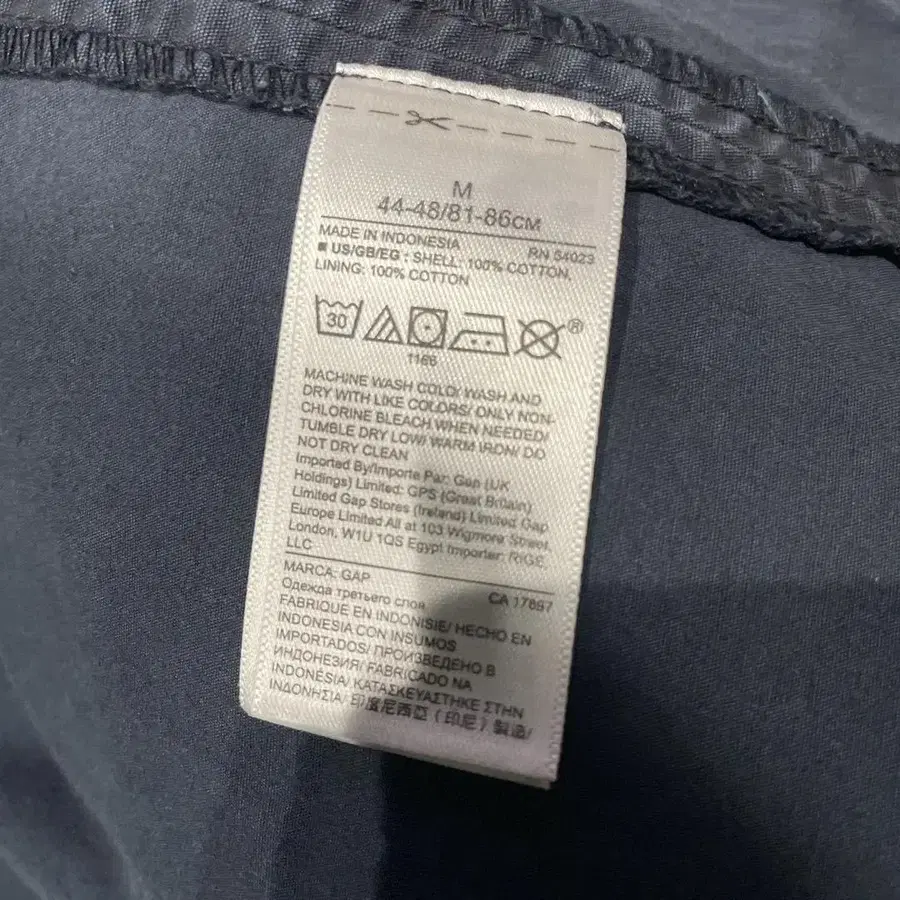 M
44-48/81-86CM
MADE IN INDONESIA RN 54023
■ US/GB/EG : SHELL: 100% COTTON.
LINING: 100% COTTON
30 ®
1166
MACHINE WASH COLD/ WASH AND
DRY WITH LIKE COLORS/ ONLY NON-
CHLORINE BLEACH WHEN NEEDED/
TUMBLE DRY LOW/ WARM IRON/ DO
NOT DRY CLEAN
Imported By/Importe Par: Gap (UK
Holdings) Limited: GPS (Great Britain)
Limited Gap Stores (Ireland) Limited Gap
Europe Limited All at 103 Wigmore Street,
London, W1U 1QS Egypt Importer: RIGE,
LLC
MARCA: GAP CA 17897
Одежда третьего слоя
FABRIQUE EN INDONISIE/ HECHO EN
INDONESIA CON INSUMOS
IMPORTADOS/ ПРОИЗВЕДЕНО В
ИНДОНЕЗИЯ/ FABRICADO NA
INDONÉSIA/ ΚΑΤΑΣΚΕΥΑΣΤΗΚΕ ΣΤΗΝ
ΙΝΔΟΝΗΣΙΑ/ 印度尼西亞 ( 印尼 ) 製造/